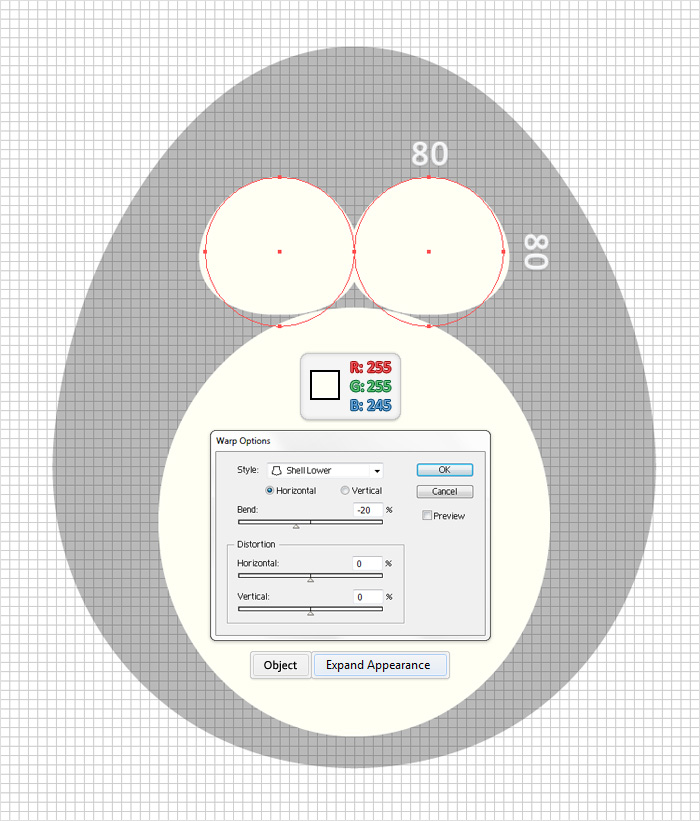 80
80
R: 255
G: 255
B: 245
Warp Options
Style: Shell Lower OK
Horizontal Vertical Cancel
Bend: -20 % Preview
Distortion
Horizontal: 0 %
Vertical: 0 %
Object Expand Appearance